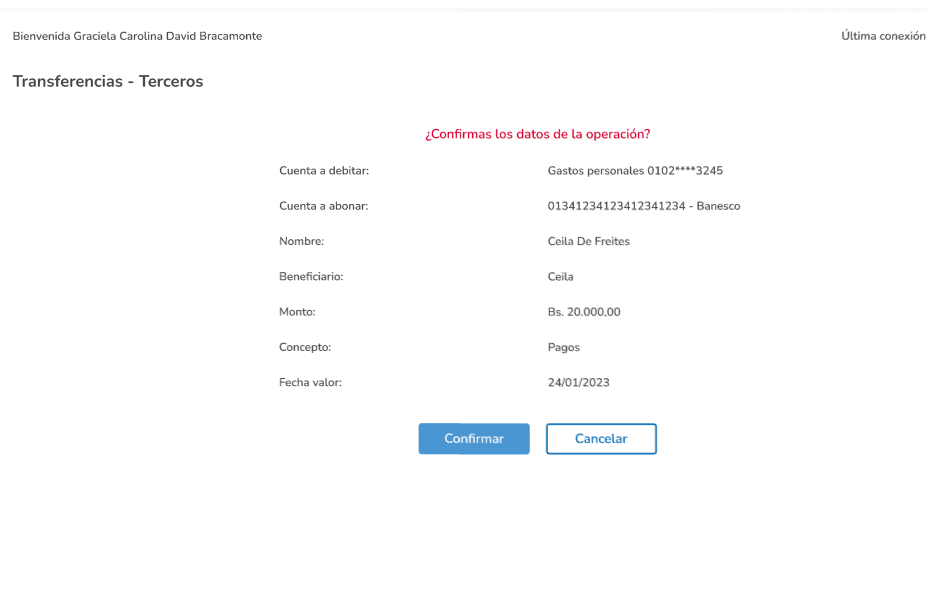 Bienvenida Graciela Carolina David Bracamonte Última conexión
Transferencias - Terceros
¿Confirmas los datos de la operación?
Cuenta a debitar: Gastos personales 0102****3245
Cuenta a abonar: 01341234123412341234 - Banesco
Nombre: Ceila De Freites
Beneficiario: Ceila
Monto: Bs. 20.000,00
Concepto: Pagos
Fecha valor: 24/01/2023
Confirmar Cancelar